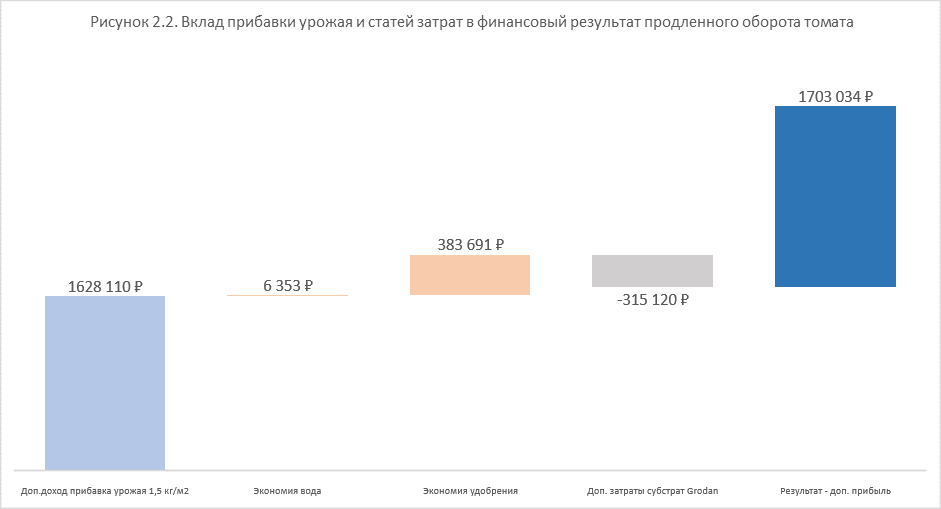 Рисунок 2.2. Вклад прибавки урожая и статей затрат в финансовый результат продленного оборота томата
1703 034 ₽
383 691 ₽
1628 110 ₽
6 353 ₽
-315 120 ₽
Доп.доход прибавка урожая 1,5 кг/м2
Экономия вода
Экономия удобрения
Доп. затраты субстрат Grodan
Результат - доп. прибыль